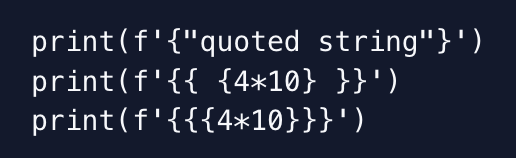 print(f'{"quoted string"}')
print(f'{{ {4*10} }}')
print(f'{{{4*10}}}')